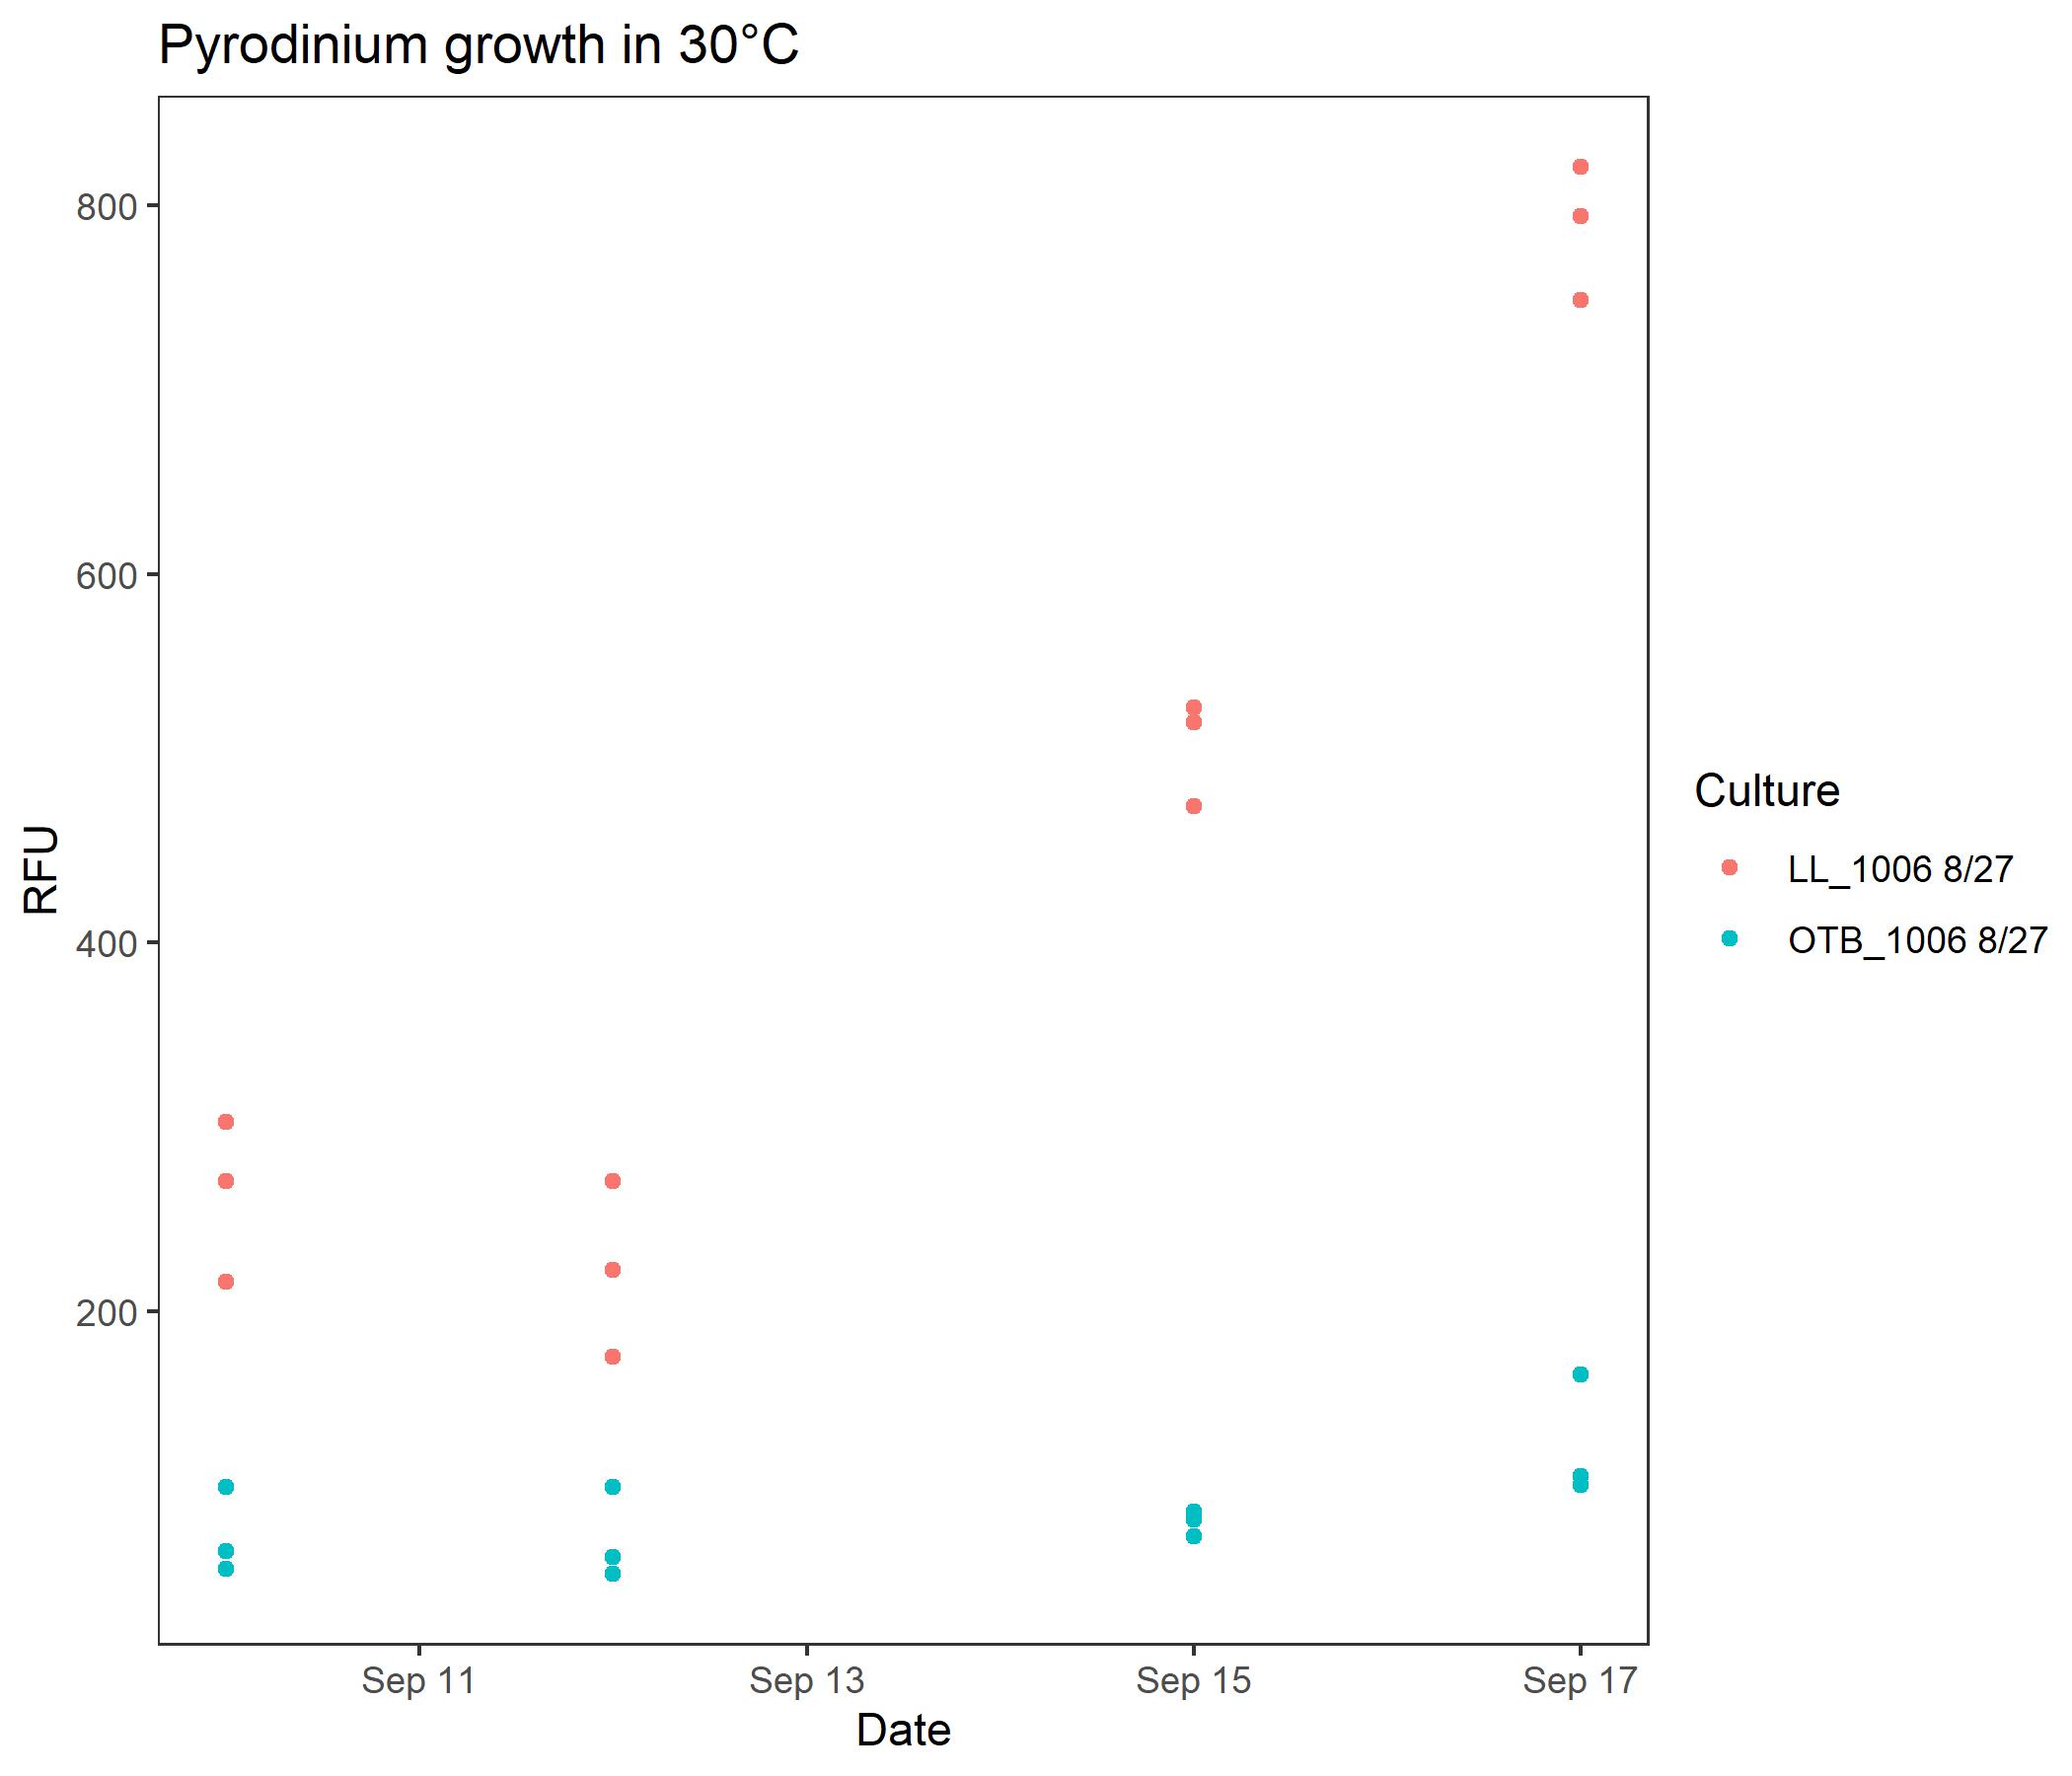 Pyrodinium growth in 30°C
800
600
400
200
RFU
Sep 11
Sep 13
Sep 15
Sep 17
Date
Culture
LL_1006 8/27
OTB_1006 8/27